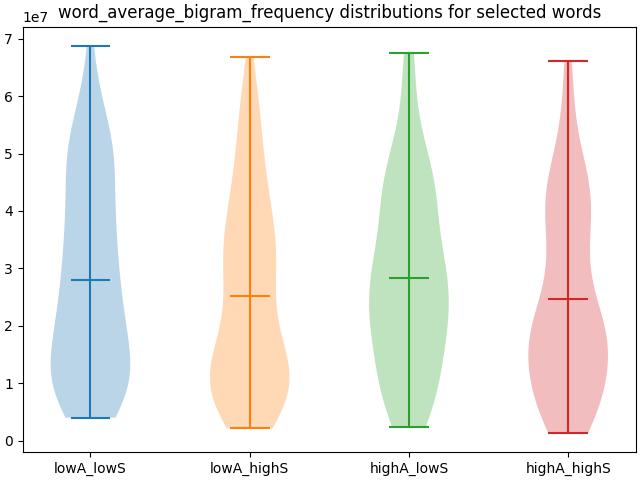 word_average_bigram_frequency distributions for selected words
1e7
7
6
5
4
3
2
1
0
lowA_lowS lowA_highS highA_lowS highA_highS